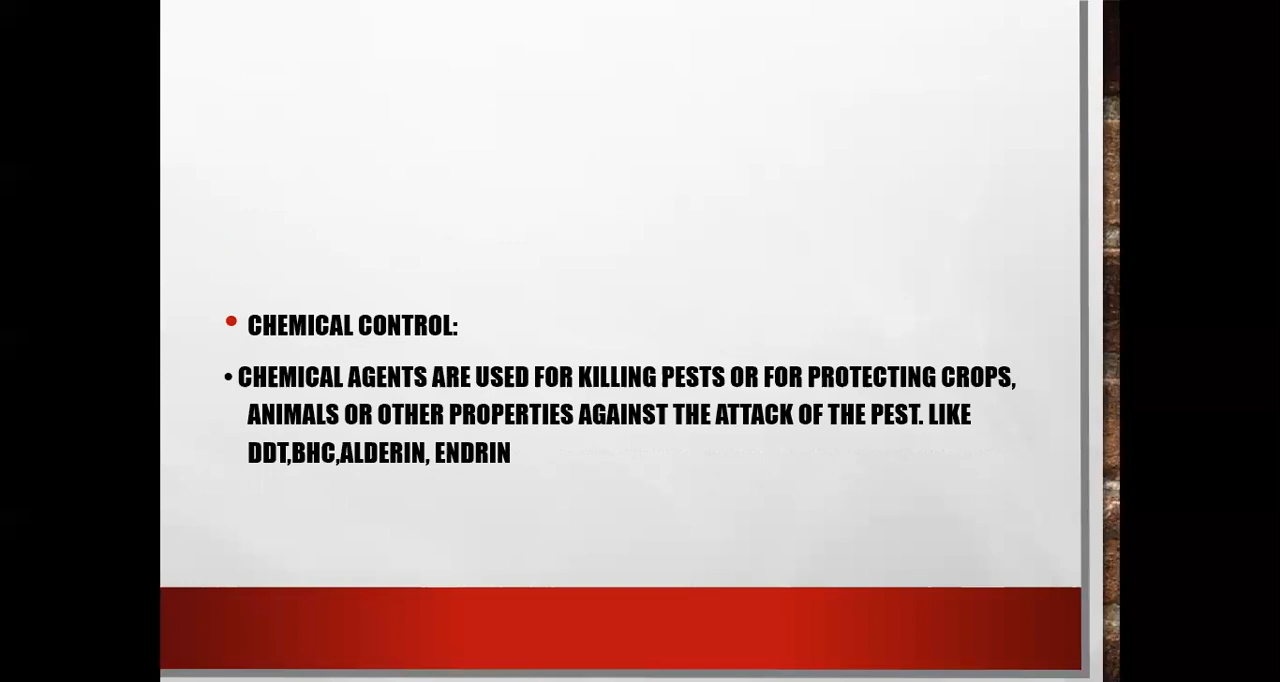 • CHEMICAL CONTROL:
• CHEMICAL AGENTS ARE USED FOR KILLING PESTS OR FOR PROTECTING CROPS,
ANIMALS OR OTHER PROPERTIES AGAINST THE ATTACK OF THE PEST. LIKE
DDT,BHC,ALDERIN, ENDRIN